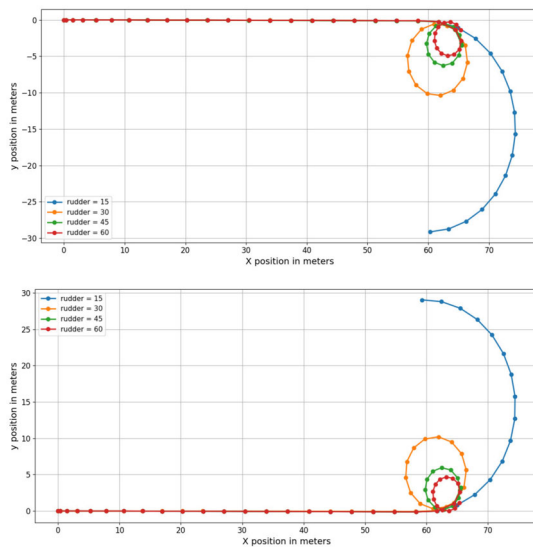 0
−5
−10
−15
−20
−25
−30
y position in meters
rudder = 15
rudder = 30
rudder = 45
rudder = 60
0 10 20 30 40 50 60 70
X position in meters
30
25
20
15
10
5
0
y position in meters
rudder = 15
rudder = 30
rudder = 45
rudder = 60
0 10 20 30 40 50 60 70
X position in meters